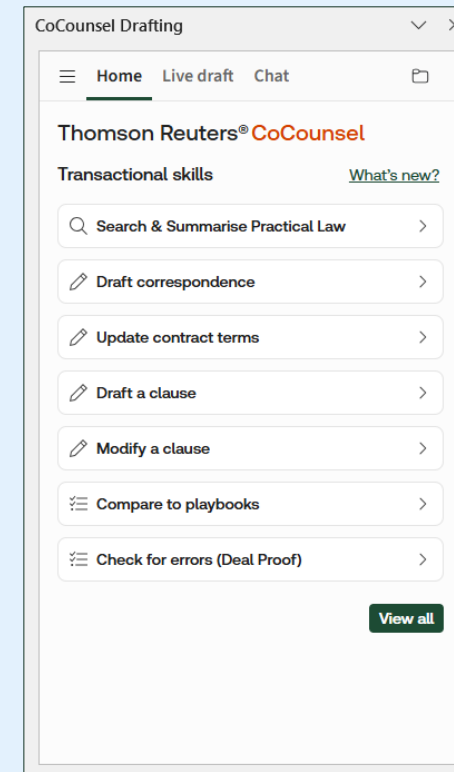 CoCounsel Drafting
Home Live draft Chat
Thomson Reuters® CoCounsel
Transactional skills What's new?
Search & Summarise Practical Law
Draft correspondence
Update contract terms
Draft a clause
Modify a clause
Compare to playbooks
Check for errors (Deal Proof)
View all